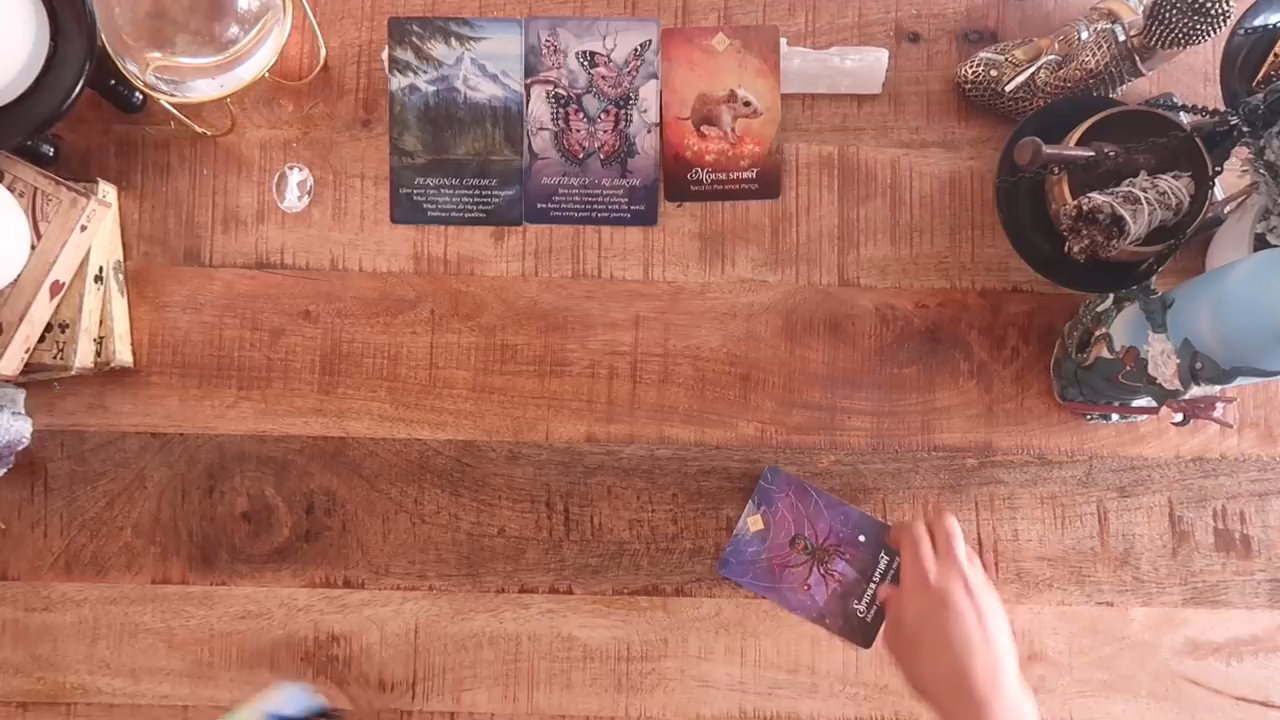 PERSONAL CHOICE
Close your eyes. What animal do you imagine?
What strengths are they known for?
What wisdom do they share?
Embrace these qualities.
BUTTERFLY • REBIRTH
You can reinvent yourself.
Open to the rewards of change.
You have brilliance to share with the world.
Love every part of your journey.
MOUSE SPIRIT
Tend to the small things.
SPIDER SPIRIT
A
K